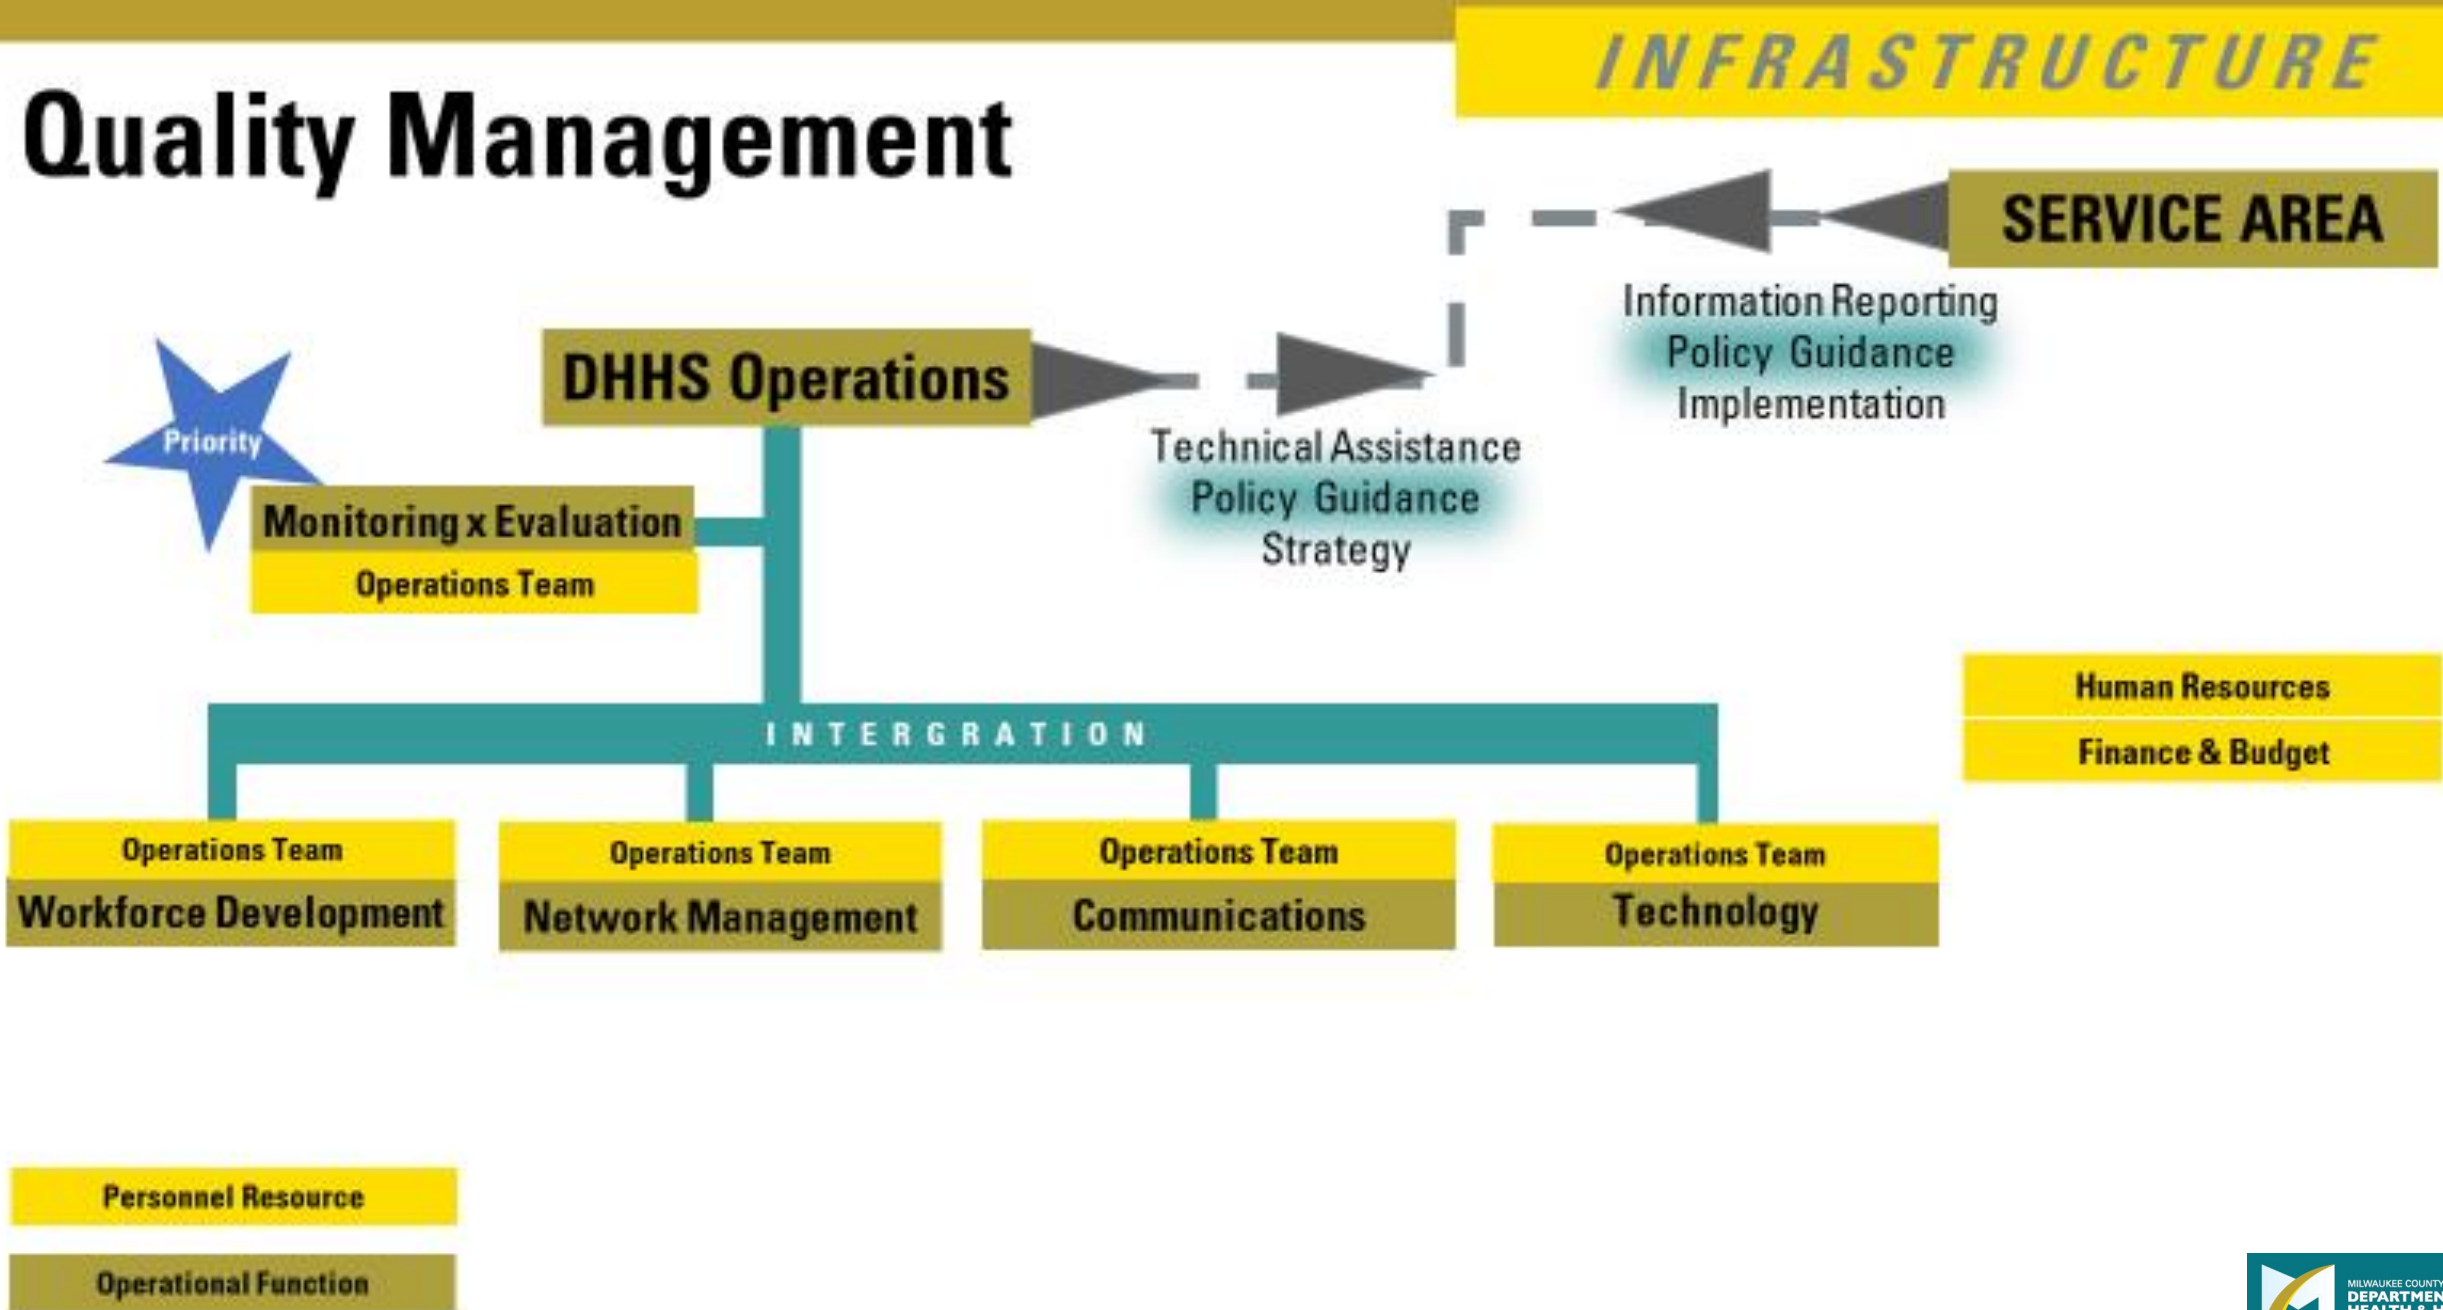 INFRASTRUCTURE
Quality Management
SERVICE AREA
Information Reporting
Policy Guidance
Implementation
DHHS Operations
Technical Assistance
Policy Guidance
Strategy
Priority
Monitoring x Evaluation
Operations Team
Human Resources
Finance & Budget
INTERGRATION
Operations Team
Workforce Development
Operations Team
Network Management
Operations Team
Communications
Operations Team
Technology
Personnel Resource
Operational Function
MILWAUKEE COUNTY